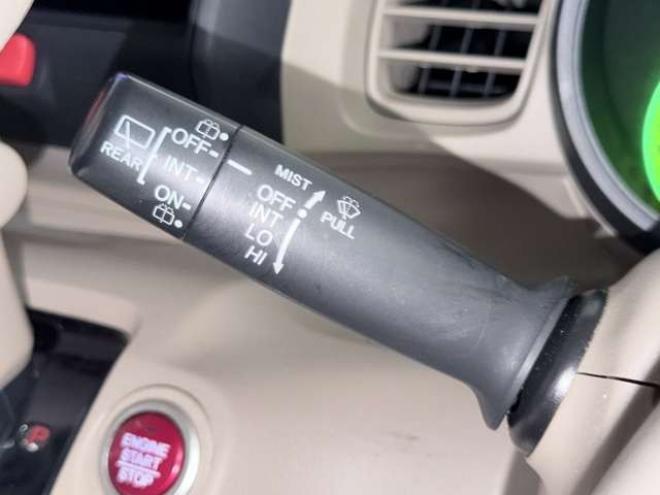 REAR
OFF-
INT-
ON-
MIST
OFF
INT
LO
HI
PULL
ENGINE
START
STOP
P